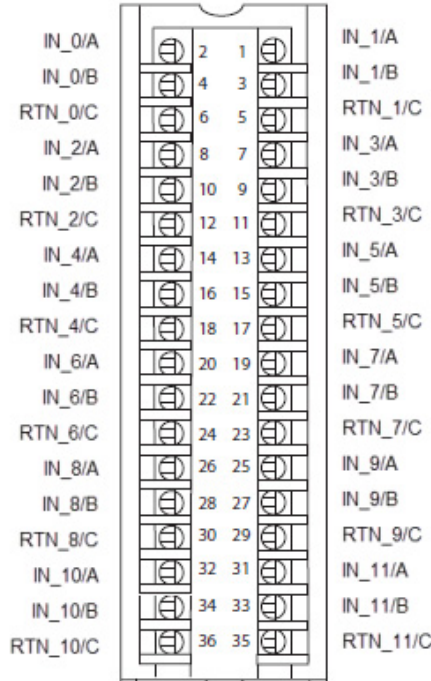 IN_0/A 2 1 IN_1/A
IN_0/B 4 3 IN_1/B
RTN_0/C 6 5 RTN_1/C
IN_2/A 8 7 IN_3/A
IN_2/B 10 9 IN_3/B
RTN_2/C 12 11 RTN_3/C
IN_4/A 14 13 IN_5/A
IN_4/B 16 15 IN_5/B
RTN_4/C 18 17 RTN_5/C
IN_6/A 20 19 IN_7/A
IN_6/B 22 21 IN_7/B
RTN_6/C 24 23 RTN_7/C
IN_8/A 26 25 IN_9/A
IN_8/B 28 27 IN_9/B
RTN_8/C 30 29 RTN_9/C
IN_10/A 32 31 IN_11/A
IN_10/B 34 33 IN_11/B
RTN_10/C 36 35 RTN_11/C